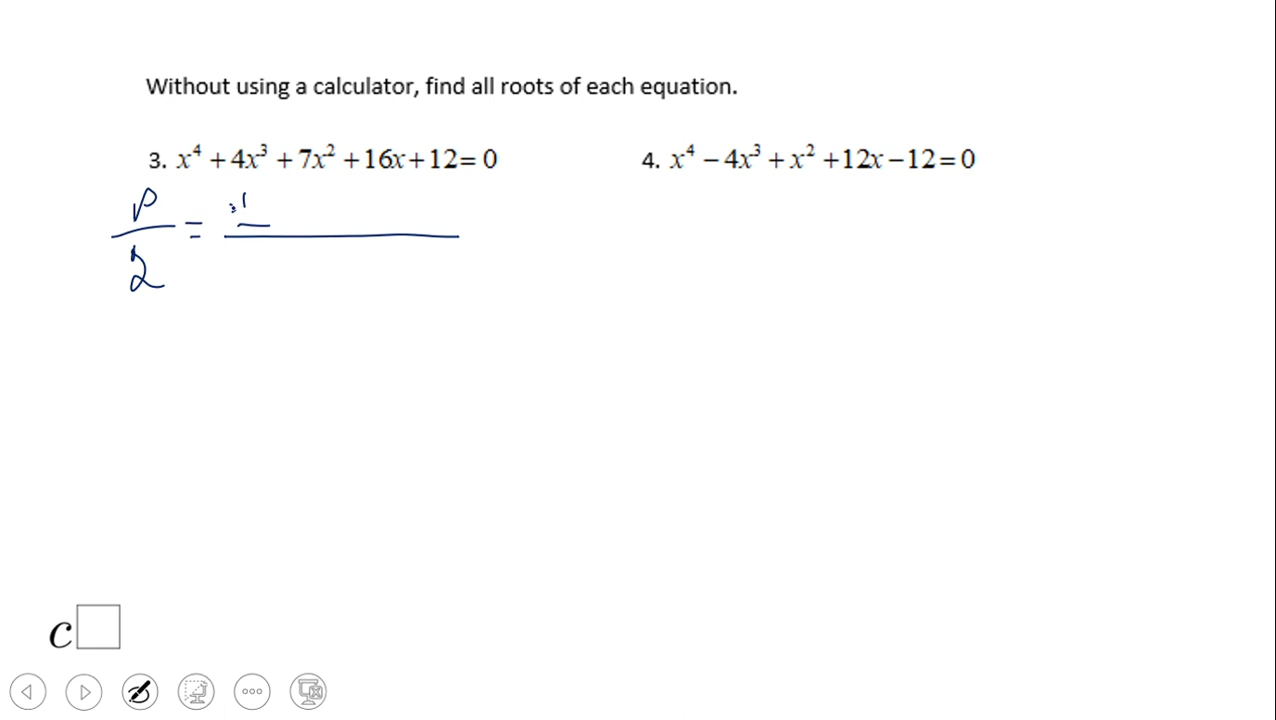 Without using a calculator, find all roots of each equation.
3. x⁴ + 4x³ + 7x² + 16x + 12 = 0
4. x⁴ − 4x³ + x² + 12x − 12 = 0
p
=
2
c